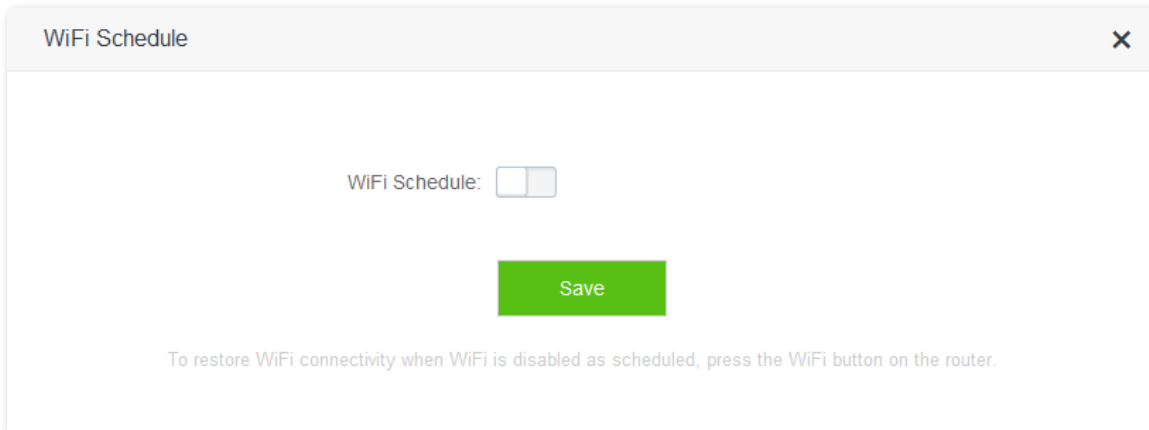 WiFi Schedule
WiFi Schedule:
Save
To restore WiFi connectivity when WiFi is disabled as scheduled, press the WiFi button on the router.